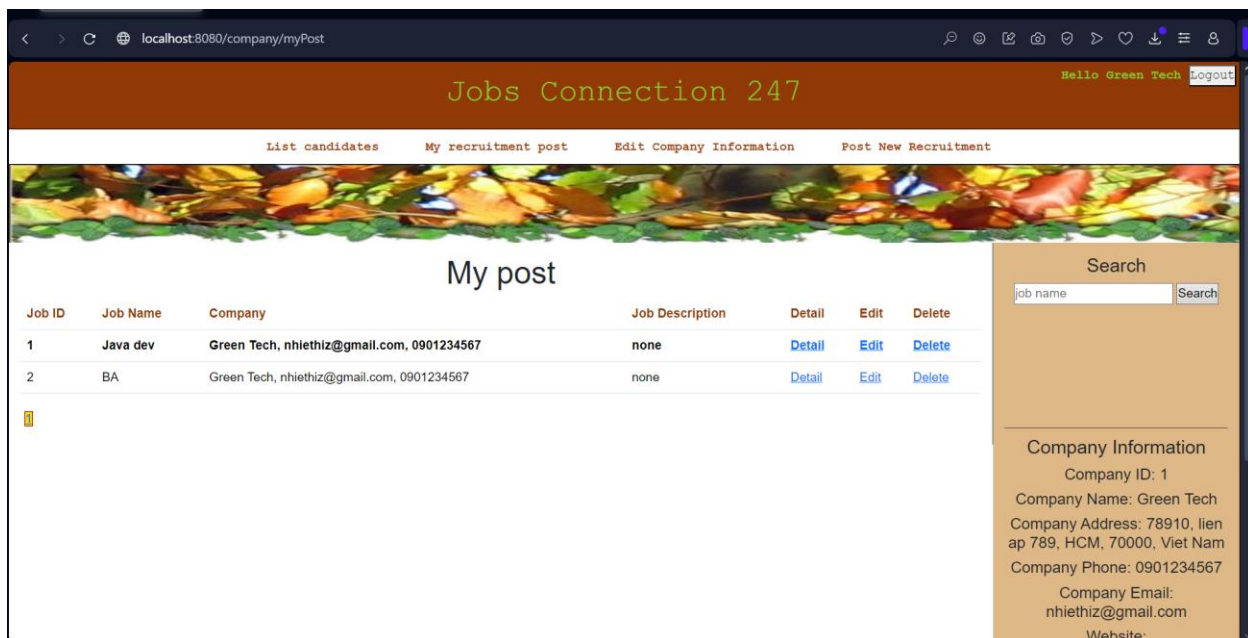 localhost:8080/company/myPost
Jobs Connection 247
Hello Green Tech Logout
List candidates My recruitment post Edit Company Information Post New Recruitment
My post
Job ID Job Name Company Job Description Detail Edit Delete
1 Java dev Green Tech, nhiethiz@gmail.com, 0901234567 none Detail Edit Delete
2 BA Green Tech, nhiethiz@gmail.com, 0901234567 none Detail Edit Delete
1
Search
job name Search
Company Information
Company ID: 1
Company Name: Green Tech
Company Address: 78910, lien
ap 789, HCM, 70000, Viet Nam
Company Phone: 0901234567
Company Email:
nhiethiz@gmail.com
Website: